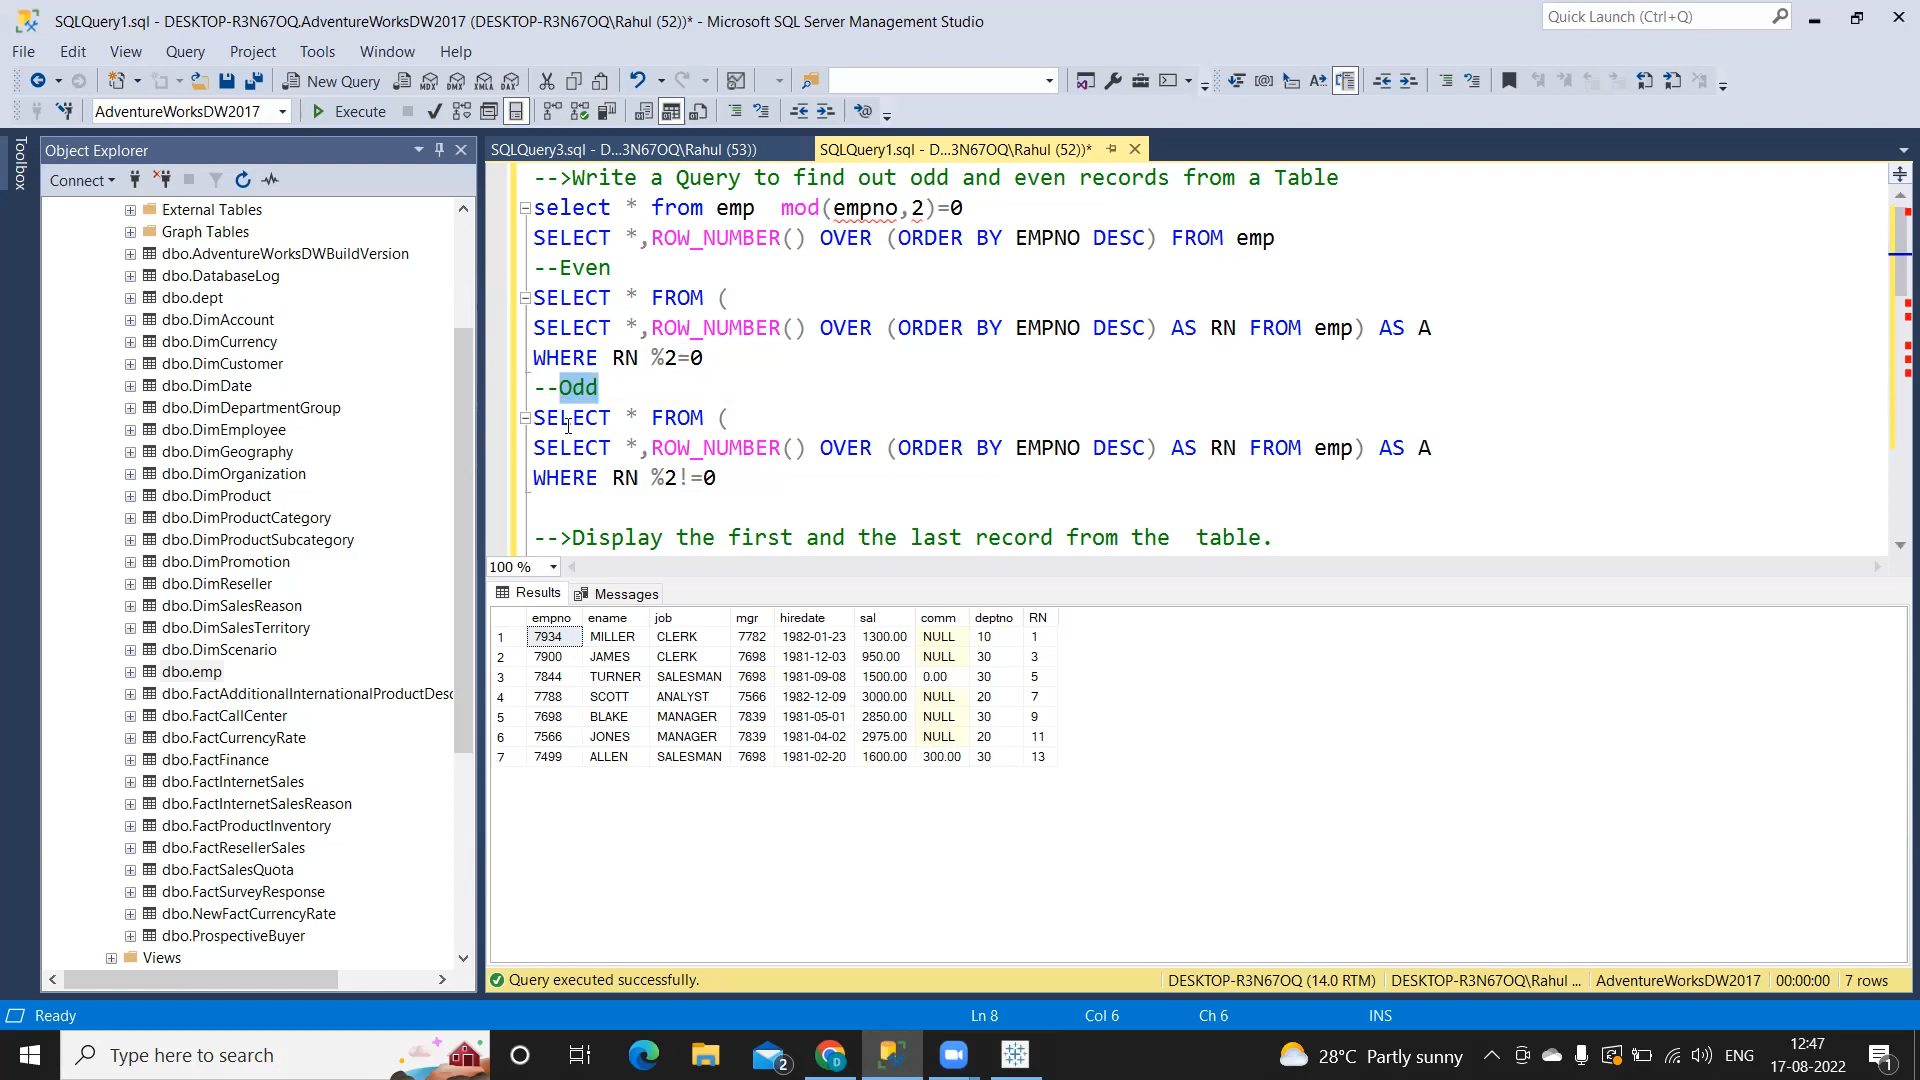 SQLQuery1.sql - DESKTOP-R3N67OQ.AdventureWorksDW2017 (DESKTOP-R3N67OQ\Rahul (52))* - Microsoft SQL Server Management Studio
Quick Launch (Ctrl+Q)
File Edit View Query Project Tools Window Help
New Query
MDX DMX XMLA DAX
AdventureWorksDW2017 Execute
Toolbox
Object Explorer
Connect
External Tables
Graph Tables
dbo.AdventureWorksDWBuildVersion
dbo.DatabaseLog
dbo.dept
dbo.DimAccount
dbo.DimCurrency
dbo.DimCustomer
dbo.DimDate
dbo.DimDepartmentGroup
dbo.DimEmployee
dbo.DimGeography
dbo.DimOrganization
dbo.DimProduct
dbo.DimProductCategory
dbo.DimProductSubcategory
dbo.DimPromotion
dbo.DimReseller
dbo.DimSalesReason
dbo.DimSalesTerritory
dbo.DimScenario
dbo.emp
dbo.FactAdditionalInternationalProductDesc
dbo.FactCallCenter
dbo.FactCurrencyRate
dbo.FactFinance
dbo.FactInternetSales
dbo.FactInternetSalesReason
dbo.FactProductInventory
dbo.FactResellerSales
dbo.FactSalesQuota
dbo.FactSurveyResponse
dbo.NewFactCurrencyRate
dbo.ProspectiveBuyer
Views
SQLQuery3.sql - D...3N67OQ\Rahul (53)) SQLQuery1.sql - D...3N67OQ\Rahul (52))*
-->Write a Query to find out odd and even records from a Table
select * from emp  mod(empno,2)=0
SELECT *,ROW_NUMBER() OVER (ORDER BY EMPNO DESC) FROM emp
--Even
SELECT * FROM (
SELECT *,ROW_NUMBER() OVER (ORDER BY EMPNO DESC) AS RN FROM emp) AS A
WHERE RN %2=0
--Odd
SELECT * FROM (
SELECT *,ROW_NUMBER() OVER (ORDER BY EMPNO DESC) AS RN FROM emp) AS A
WHERE RN %2!=0
-->Display the first and the last record from the  table.
100 %
Results Messages
empno ename job mgr hiredate sal comm deptno RN
1 7934 MILLER CLERK 7782 1982-01-23 1300.00 NULL 10 1
2 7900 JAMES CLERK 7698 1981-12-03 950.00 NULL 30 3
3 7844 TURNER SALESMAN 7698 1981-09-08 1500.00 0.00 30 5
4 7788 SCOTT ANALYST 7566 1982-12-09 3000.00 NULL 20 7
5 7698 BLAKE MANAGER 7839 1981-05-01 2850.00 NULL 30 9
6 7566 JONES MANAGER 7839 1981-04-02 2975.00 NULL 20 11
7 7499 ALLEN SALESMAN 7698 1981-02-20 1600.00 300.00 30 13
Query executed successfully. DESKTOP-R3N67OQ (14.0 RTM) DESKTOP-R3N67OQ\Rahul ... AdventureWorksDW2017 00:00:00 7 rows
Ready Ln 8 Col 6 Ch 6 INS
Type here to search 2 28°C Partly sunny ENG 12:47
17-08-2022 1